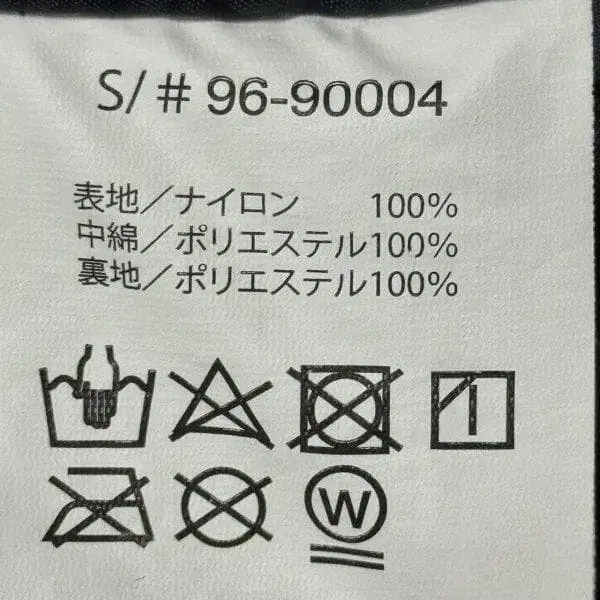 S/# 96-90004
表地/ナイロン 100%
中綿/ポリエステル100%
裏地/ポリエステル100%
W